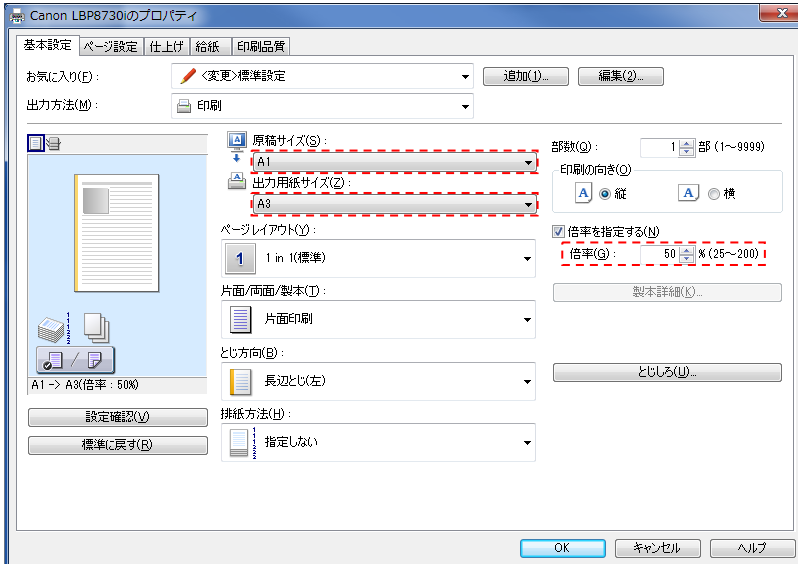 Canon LBP8730iのプロパティ
基本設定 ページ設定 仕上げ 給紙 印刷品質
お気に入り(F): <変更>標準設定 追加(1)... 編集(2)...
出力方法(M): 印刷
原稿サイズ(S):
A1
出力用紙サイズ(Z):
A3
ページレイアウト(Y):
1 1 in 1(標準)
片面/両面/製本(T):
片面印刷
とじ方向(B):
長辺とじ(左)
排紙方法(H):
指定しない
部数(Q): 1 部 (1～9999)
印刷の向き(O)
A 縦 A 横
倍率を指定する(N)
倍率(G): 50 % (25～200)
製本詳細(K)...
とじしろ(U)...
A1 -> A3(倍率 : 50%)
設定確認(V)
標準に戻す(R)
OK キャンセル ヘルプ